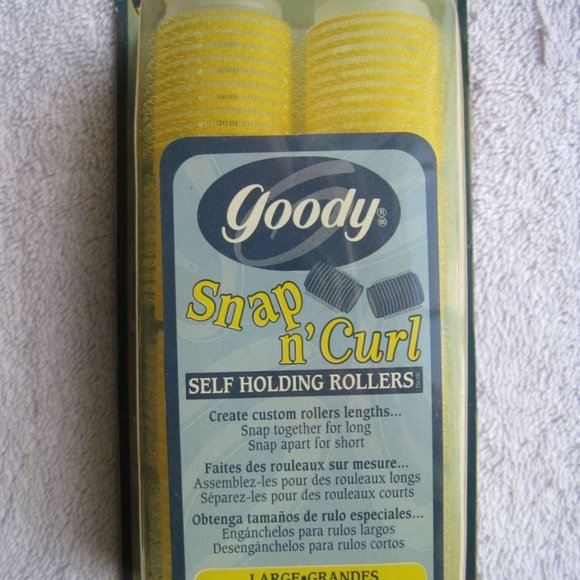 goody®
Snap
n' Curl
SELF HOLDING ROLLERS
Create custom rollers lengths...
Snap together for long
Snap apart for short
Faites des rouleaux sur mesure...
Assemblez-les pour des rouleaux longs
Séparez-les pour des rouleaux courts
Obtenga tamaños de rulo especiales...
Engánchelos para rulos largos
Desengánchelos para rulos cortos
LARGE•GRANDES